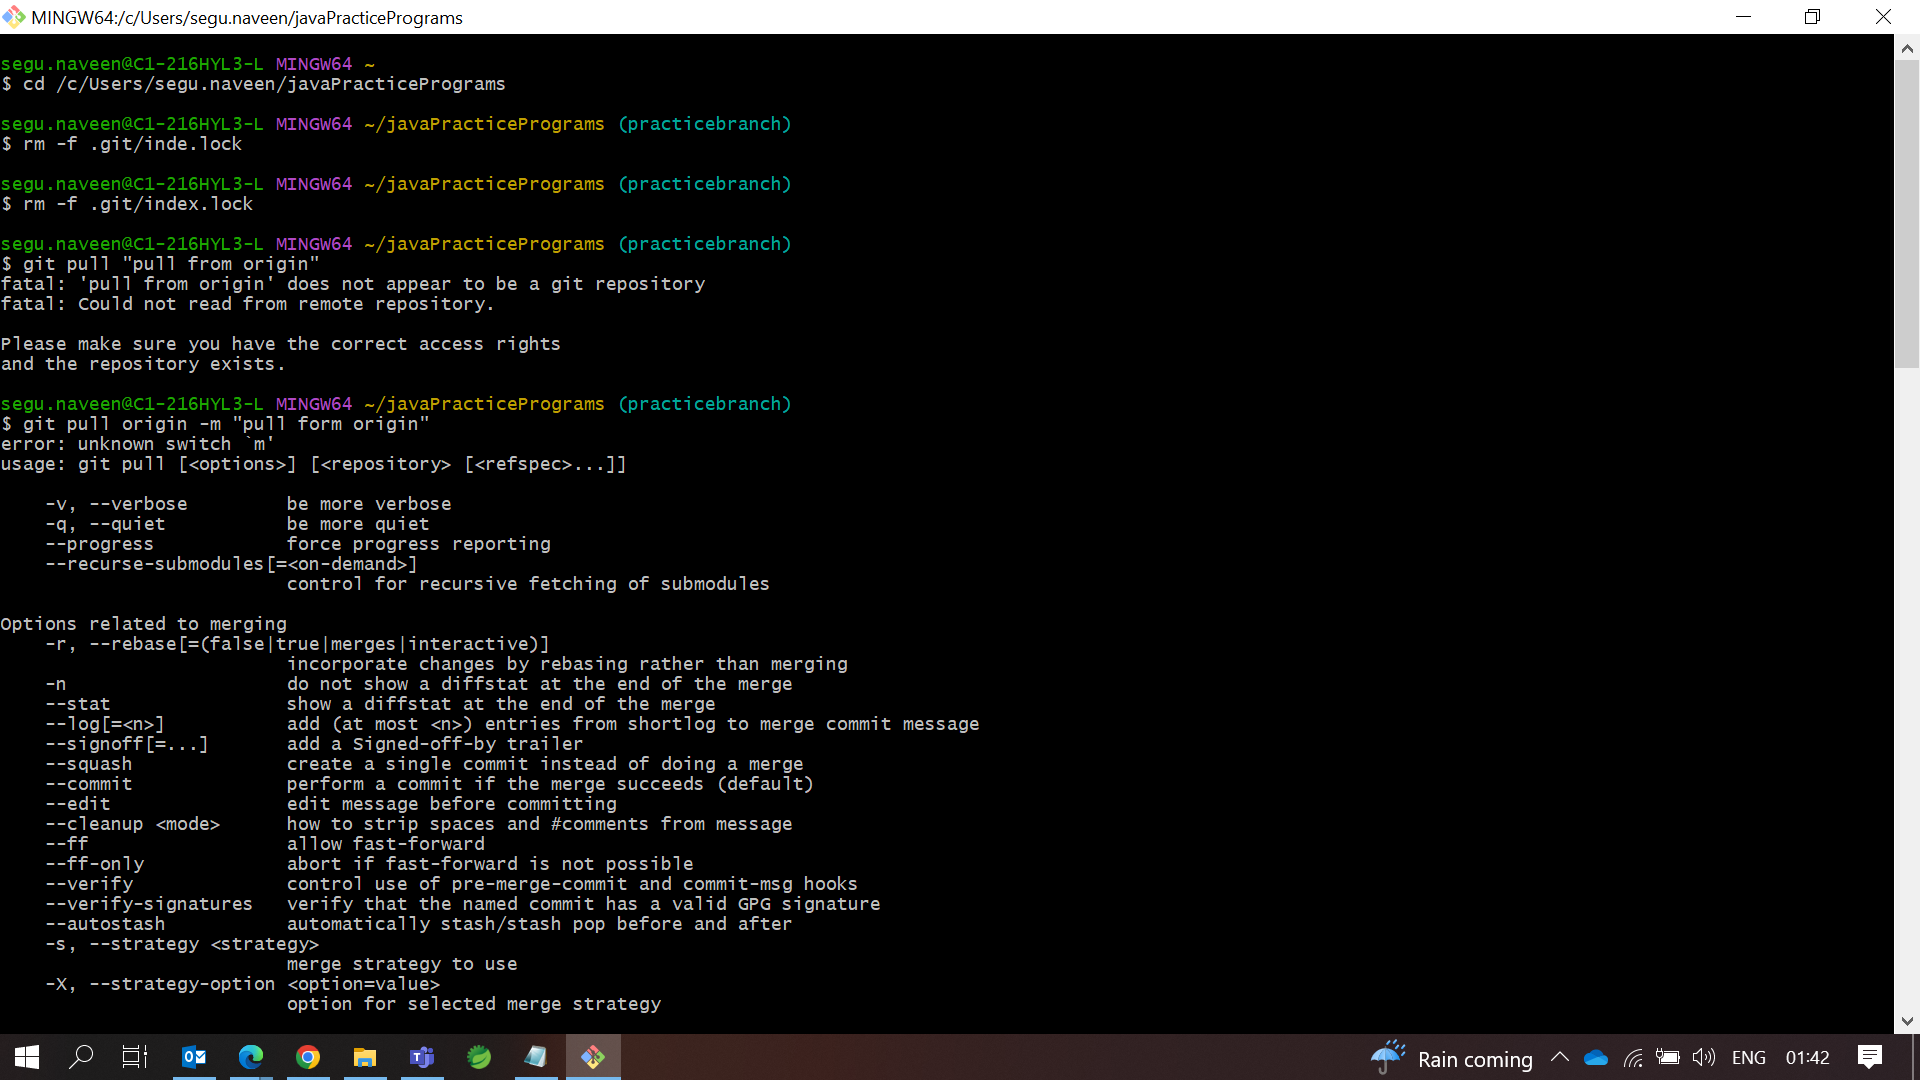 MINGW64:/c/Users/segu.naveen/javaPracticePrograms
segu.naveen@C1-216HYL3-L MINGW64 ~
$ cd /c/Users/segu.naveen/javaPracticePrograms
segu.naveen@C1-216HYL3-L MINGW64 ~/javaPracticePrograms (practicebranch)
$ rm -f .git/inde.lock
segu.naveen@C1-216HYL3-L MINGW64 ~/javaPracticePrograms (practicebranch)
$ rm -f .git/index.lock
segu.naveen@C1-216HYL3-L MINGW64 ~/javaPracticePrograms (practicebranch)
$ git pull "pull from origin"
fatal: 'pull from origin' does not appear to be a git repository
fatal: Could not read from remote repository.
Please make sure you have the correct access rights
and the repository exists.
segu.naveen@C1-216HYL3-L MINGW64 ~/javaPracticePrograms (practicebranch)
$ git pull origin -m "pull form origin"
error: unknown switch `m'
usage: git pull [<options>] [<repository> [<refspec>...]]
-v, --verbose be more verbose
-q, --quiet be more quiet
--progress force progress reporting
--recurse-submodules[=<on-demand>]
control for recursive fetching of submodules
Options related to merging
-r, --rebase[=(false|true|merges|interactive)]
incorporate changes by rebasing rather than merging
-n do not show a diffstat at the end of the merge
--stat show a diffstat at the end of the merge
--log[=<n>] add (at most <n>) entries from shortlog to merge commit message
--signoff[=...] add a Signed-off-by trailer
--squash create a single commit instead of doing a merge
--commit perform a commit if the merge succeeds (default)
--edit edit message before committing
--cleanup <mode> how to strip spaces and #comments from message
--ff allow fast-forward
--ff-only abort if fast-forward is not possible
--verify control use of pre-merge-commit and commit-msg hooks
--verify-signatures verify that the named commit has a valid GPG signature
--autostash automatically stash/stash pop before and after
-s, --strategy <strategy>
merge strategy to use
-X, --strategy-option <option=value>
option for selected merge strategy
Rain coming ENG 01:42